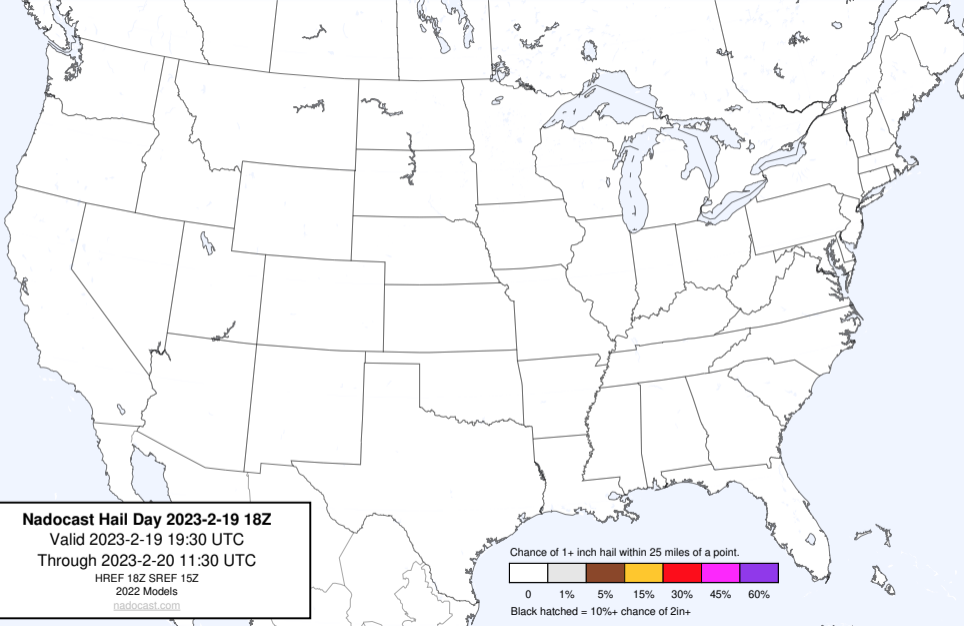 Nadocast Hail Day 2023-2-19 18Z
Valid 2023-2-19 19:30 UTC
Through 2023-2-20 11:30 UTC
HREF 18Z SREF 15Z
2022 Models
nadocast.com
Chance of 1+ inch hail within 25 miles of a point.
0 1% 5% 15% 30% 45% 60%
Black hatched = 10%+ chance of 2in+